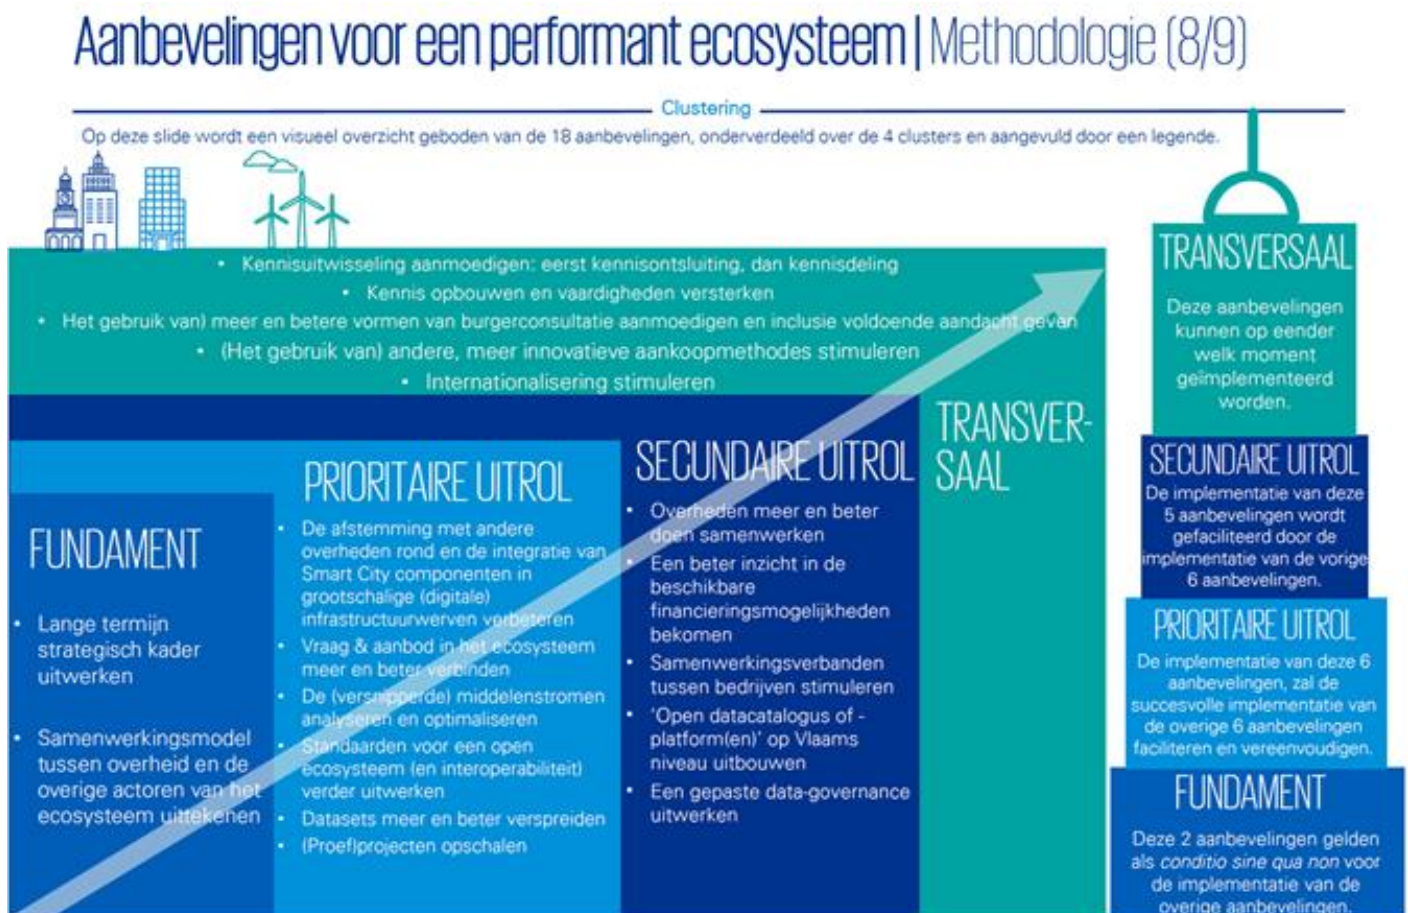 Aanbevelingen voor een performant ecosysteem | Methodologie (8/9)
Clustering
Op deze slide wordt een visueel overzicht geboden van de 18 aanbevelingen, onderverdeeld over de 4 clusters en aangevuld door een legende.
• Kennisuitwisseling aanmoedigen: eerst kennisontsluiting, dan kennisdeling
• Kennis opbouwen en vaardigheden versterken
• Het gebruik van) meer en betere vormen van burgerconsultatie aanmoedigen en inclusie voldoende aandacht geven
• (Het gebruik van) andere, meer innovatieve aankoopmethodes stimuleren
• Internationalisering stimuleren
FUNDAMENT
• Lange termijn
strategisch kader
uitwerken
• Samenwerkingsmodel
tussen overheid en de
overige actoren van het
ecosysteem uittekenen
PRIORITAIRE UITROL
• De afstemming met andere
overheden rond en de integratie van
Smart City componenten in
grootschalige (digitale)
infrastructuurwerven verbeteren
• Vraag & aanbod in het ecosysteem
meer en beter verbinden
• De (versnipperde) middelenstromen
analyseren en optimaliseren
• Standaarden voor een open
ecosysteem (en interoperabiliteit)
verder uitwerken
• Datasets meer en beter verspreiden
• (Proef)projecten opschalen
SECUNDAIRE UITROL
• Overheden meer en beter
doen samenwerken
• Een beter inzicht in de
beschikbare
financieringsmogelijkheden
bekomen
• Samenwerkingsverbanden
tussen bedrijven stimuleren
• 'Open datacatalogus of -
platform(en)' op Vlaams
niveau uitbouwen
• Een gepaste data-governance
uitwerken
TRANSVER-
SAAL
TRANSVERSAAL
Deze aanbevelingen
kunnen op eender
welk moment
geïmplementeerd
worden.
SECUNDAIRE UITROL
De implementatie van deze
5 aanbevelingen wordt
gefaciliteerd door de
implementatie van de vorige
6 aanbevelingen.
PRIORITAIRE UITROL
De implementatie van deze 6
aanbevelingen, zal de
succesvolle implementatie van
de overige 6 aanbevelingen
faciliteren en vereenvoudigen.
FUNDAMENT
Deze 2 aanbevelingen gelden
als conditio sine qua non voor
de implementatie van de
overige aanbevelingen.